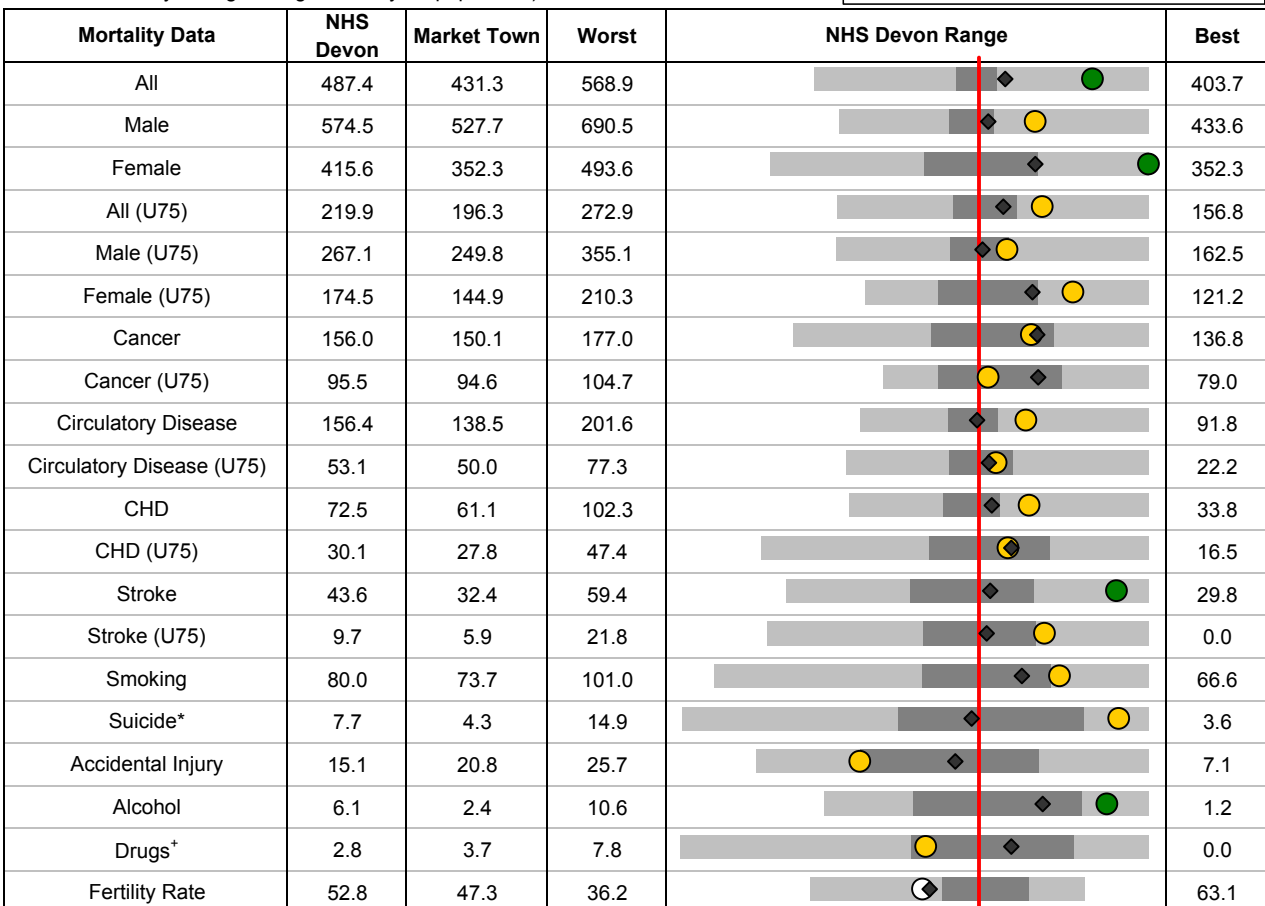 Mortality Data NHS Devon Market Town Worst NHS Devon Range Best
All 487.4 431.3 568.9 403.7
Male 574.5 527.7 690.5 433.6
Female 415.6 352.3 493.6 352.3
All (U75) 219.9 196.3 272.9 156.8
Male (U75) 267.1 249.8 355.1 162.5
Female (U75) 174.5 144.9 210.3 121.2
Cancer 156.0 150.1 177.0 136.8
Cancer (U75) 95.5 94.6 104.7 79.0
Circulatory Disease 156.4 138.5 201.6 91.8
Circulatory Disease (U75) 53.1 50.0 77.3 22.2
CHD 72.5 61.1 102.3 33.8
CHD (U75) 30.1 27.8 47.4 16.5
Stroke 43.6 32.4 59.4 29.8
Stroke (U75) 9.7 5.9 21.8 0.0
Smoking 80.0 73.7 101.0 66.6
Suicide* 7.7 4.3 14.9 3.6
Accidental Injury 15.1 20.8 25.7 7.1
Alcohol 6.1 2.4 10.6 1.2
Drugs+ 2.8 3.7 7.8 0.0
Fertility Rate 52.8 47.3 36.2 63.1